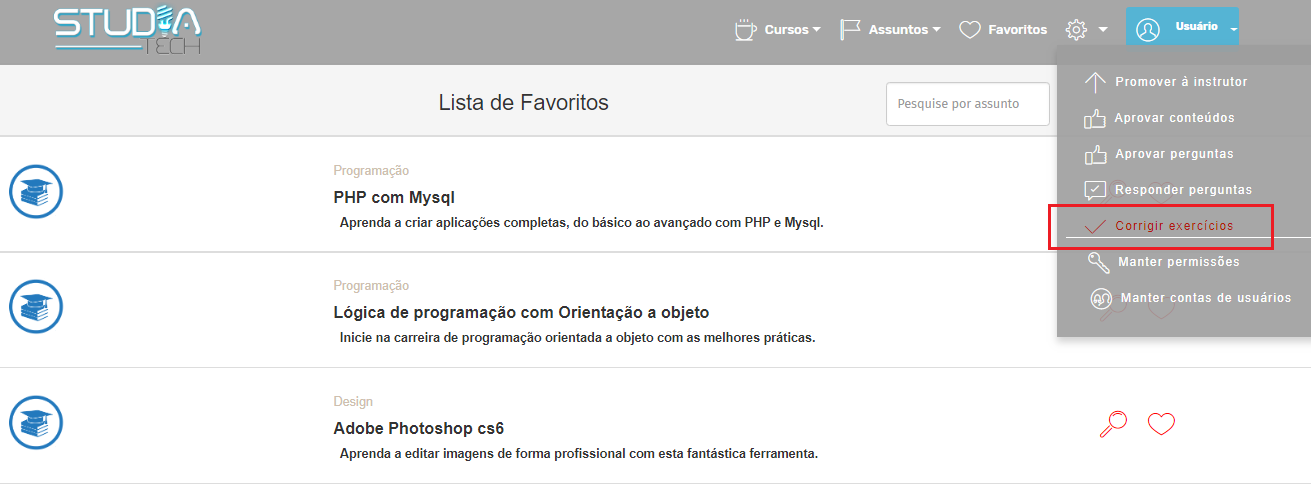 STUDIA
TECH
Cursos
Assuntos
Favoritos
Usuário
Lista de Favoritos
Pesquise por assunto
Promover á instrutor
Aprovar conteúdos
Aprovar perguntas
Responder perguntas
Corrigir exercícios
Manter permissões
Manter contas de usuários
Programação
PHP com Mysql
Aprenda a criar aplicações completas, do básico ao avançado com PHP e Mysql.
Programação
Lógica de programação com Orientação a objeto
Inicie na carreira de programação orientada a objeto com as melhores práticas.
Design
Adobe Photoshop cs6
Aprenda a editar imagens de forma profissional com esta fantástica ferramenta.